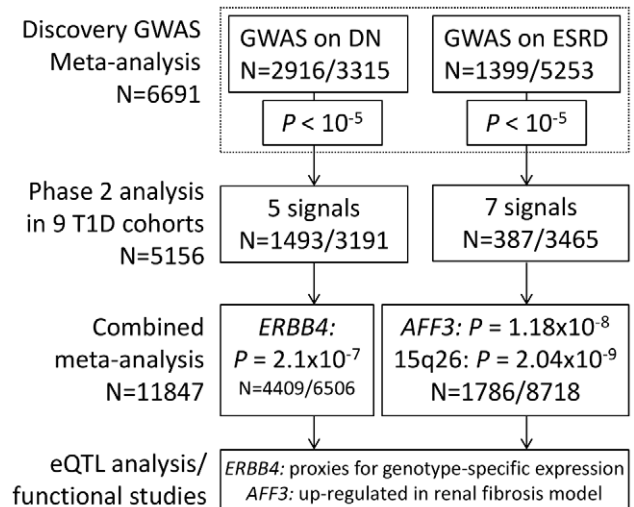 Discovery GWAS
Meta-analysis
N=6691
GWAS on DN
N=2916/3315
GWAS on ESRD
N=1399/5253
P < 10⁻⁵
P < 10⁻⁵
Phase 2 analysis
in 9 T1D cohorts
N=5156
5 signals
N=1493/3191
7 signals
N=387/3465
Combined
meta-analysis
N=11847
ERBB4:
P = 2.1x10⁻⁷
N=4409/6506
AFF3: P = 1.18x10⁻⁸
15q26: P = 2.04x10⁻⁹
N=1786/8718
eQTL analysis/
functional studies
ERBB4: proxies for genotype-specific expression
AFF3: up-regulated in renal fibrosis model